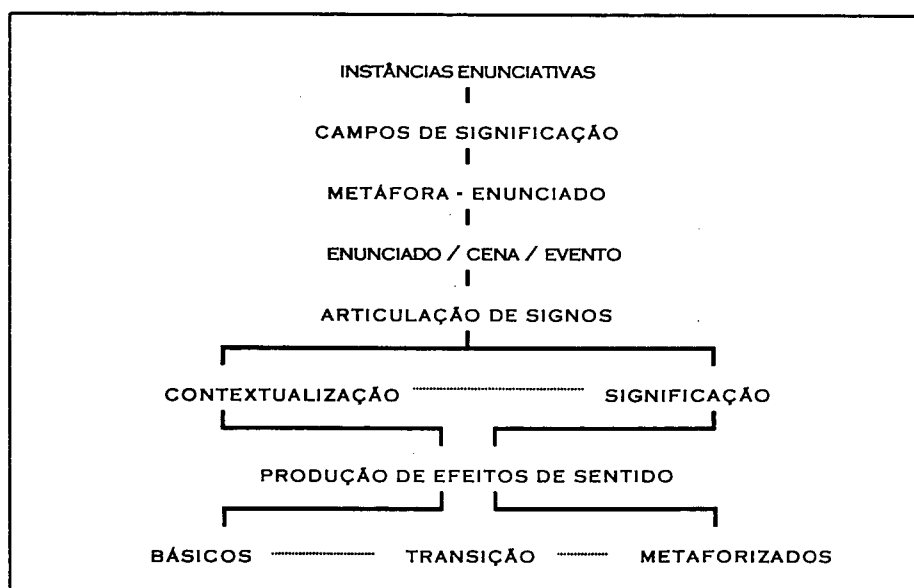 INSTÂNCIAS ENUNCIATIVAS
CAMPOS DE SIGNIFICAÇÃO
METÁFORA - ENUNCIADO
ENUNCIADO / CENA / EVENTO
ARTICULAÇÃO DE SIGNOS
CONTEXTUALIZAÇÃO SIGNIFICAÇÃO
PRODUÇÃO DE EFEITOS DE SENTIDO
BÁSICOS TRANSIÇÃO METAFORIZADOS